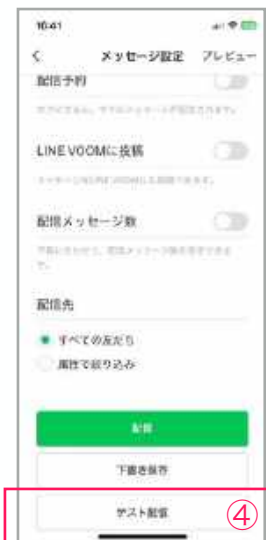 10:41
メッセージ設定 プレビュー
配信予約
LINE VOOMに投稿
配信メッセージ数
配信先
すべての友だち
属性で絞り込み
配信
下書き保存
テスト配信
④